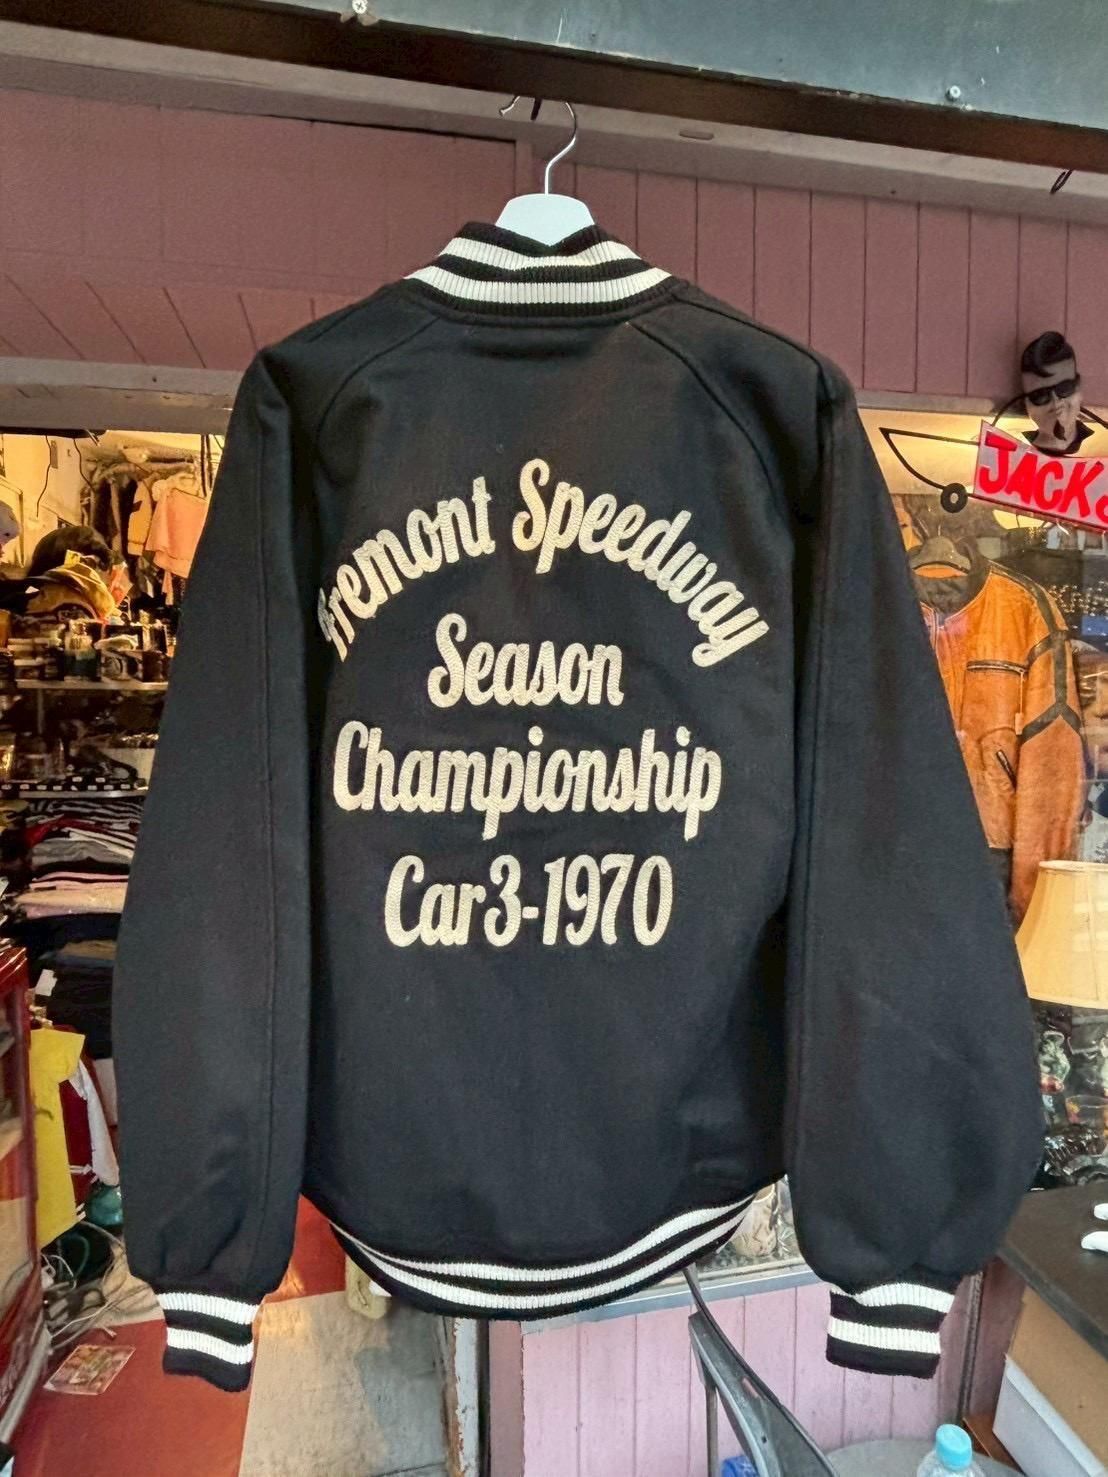 Fremont Speedway
Season
Championship
Car3-1970
JACK